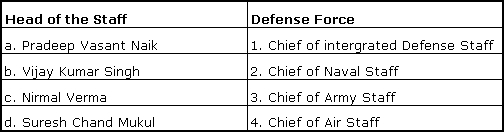 Head of the Staff Defense Force
a. Pradeep Vasant Naik 1. Chief of intergrated Defense Staff
b. Vijay Kumar Singh 2. Chief of Naval Staff
c. Nirmal Verma 3. Chief of Army Staff
d. Suresh Chand Mukul 4. Chief of Air Staff